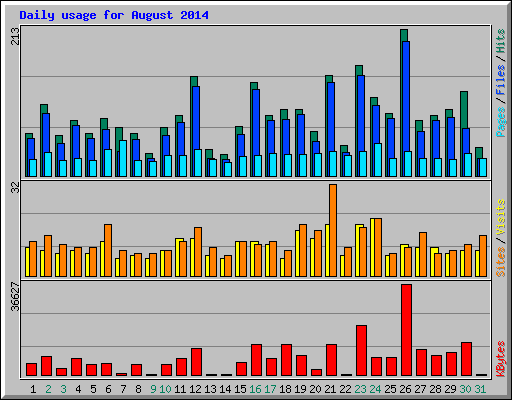 Daily usage for August 2014
213
Pages / Files / Hits
32
Sites / Visits
36627
KBytes
1 2 3 4 5 6 7 8 9 10 11 12 13 14 15 16 17 18 19 20 21 22 23 24 25 26 27 28 29 30 31